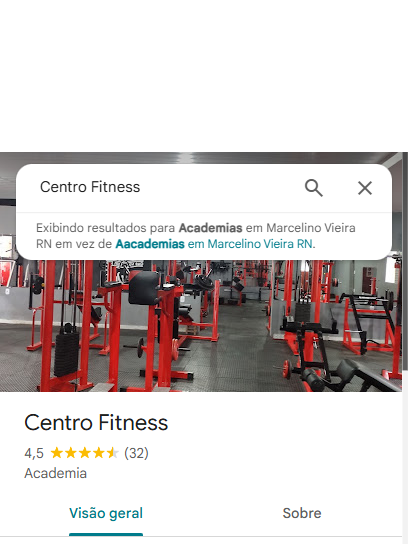 Centro Fitness
Exibindo resultados para Academias em Marcelino Vieira
RN em vez de Aacademias em Marcelino Vieira RN.
Centro Fitness
4,5 (32)
Academia
Visão geral Sobre